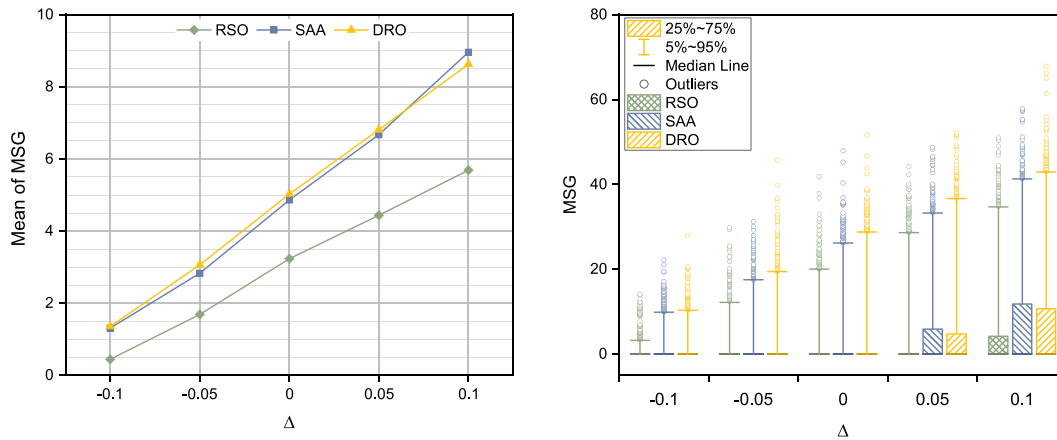 RSO SAA DRO
10
8
6
4
2
0
Mean of MSG
-0.1 -0.05 0 0.05 0.1
Δ
80
60
40
20
0
MSG
25%~75%
5%~95%
Median Line
Outliers
RSO
SAA
DRO
-0.1 -0.05 0 0.05 0.1
Δ